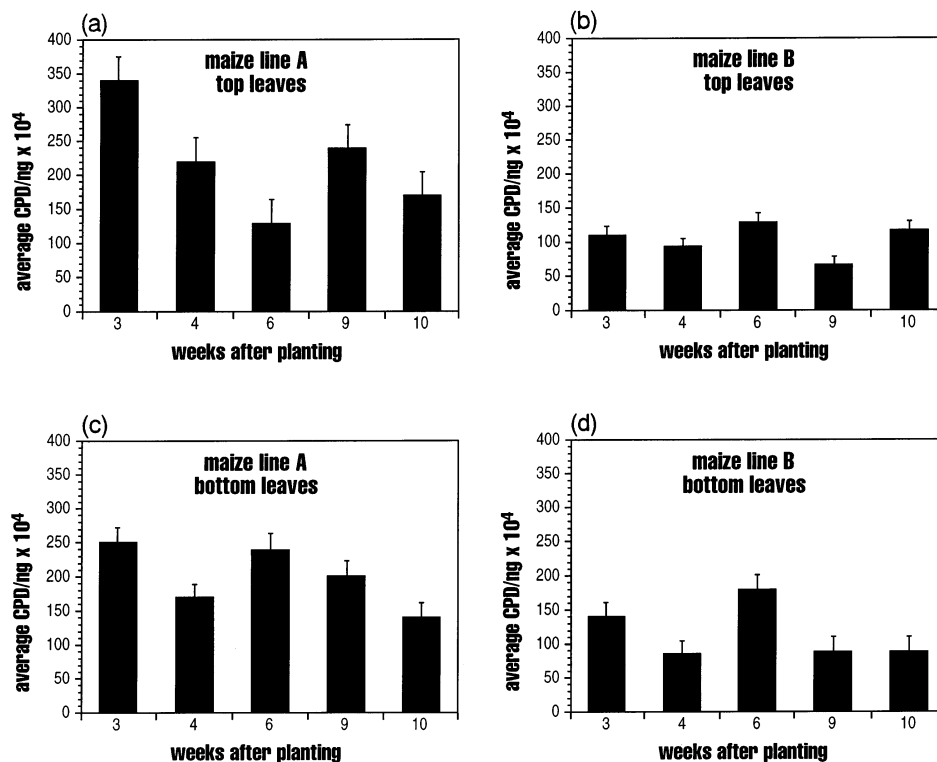 (a)
maize line A
top leaves
average CPD/ng x 10⁴
400
350
300
250
200
150
100
50
0
3 4 6 9 10
weeks after planting
(b)
maize line B
top leaves
average CPD/ng x 10⁴
400
350
300
250
200
150
100
50
0
3 4 6 9 10
weeks after planting
(c)
maize line A
bottom leaves
average CPD/ng x 10⁴
400
350
300
250
200
150
100
50
0
3 4 6 9 10
weeks after planting
(d)
maize line B
bottom leaves
average CPD/ng x 10⁴
400
350
300
250
200
150
100
50
0
3 4 6 9 10
weeks after planting